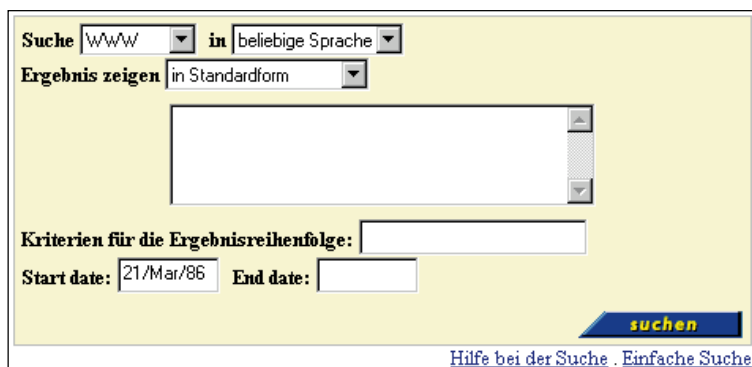 Suche WWW in beliebige Sprache
Ergebnis zeigen in Standardform
Kriterien für die Ergebnisreihenfolge:
Start date: 21/Mar/86 End date:
suchen
Hilfe bei der Suche . Einfache Suche